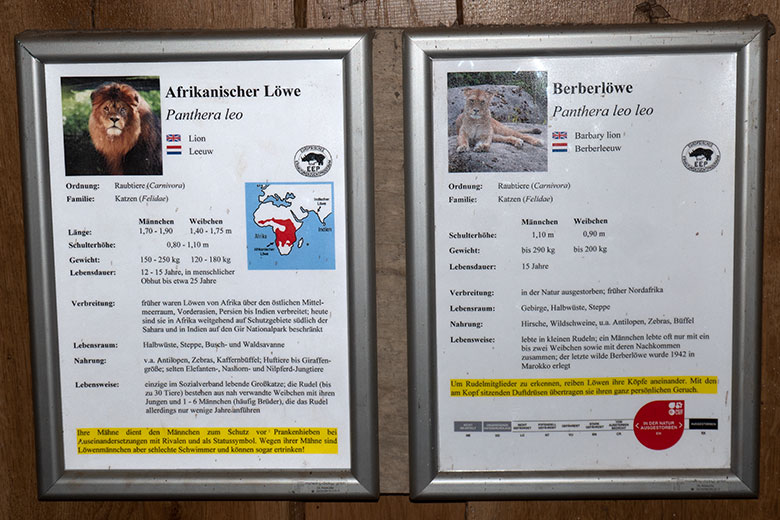 Afrikanischer Löwe
Panthera leo
Lion
Leeuw
EEP
Ordnung: Raubtiere (Carnivora)
Familie: Katzen (Felidae)
Männchen Weibchen
Länge: 1,70 - 1,90 1,40 - 1,75 m
Schulterhöhe: 0,80 - 1,10 m
Gewicht: 150 - 250 kg 120 - 180 kg
Lebensdauer: 12 - 15 Jahre, in menschlicher
Obhut bis etwa 25 Jahre
Indischer
Löwe
Afrika
Indien
Afrikanischer
Löwe
Verbreitung: früher waren Löwen von Afrika über den östlichen Mittel-
meerraum, Vorderasien, Persien bis Indien verbreitet; heute
sind sie in Afrika weitgehend auf Schutzgebiete südlich der
Sahara und in Indien auf den Gir Nationalpark beschränkt
Lebensraum: Halbwüste, Steppe, Busch- und Waldsavanne
Nahrung: v.a. Antilopen, Zebras, Kaffernbüffel; Huftiere bis Giraffen-
größe; selten Elefanten-, Nashorn- und Nilpferd-Jungtiere
Lebensweise: einzige im Sozialverband lebende Großkatze; die Rudel (bis
zu 30 Tiere) bestehen aus nah verwandte Weibchen mit ihren
Jungen und 1 - 6 Männchen (häufig Brüder), die das Rudel
allerdings nur wenige Jahre anführen
Ihre Mähne dient den Männchen zum Schutz vor Prankenhieben bei
Auseinandersetzungen mit Rivalen und als Statussymbol. Wegen ihrer Mähne sind
Löwenmännchen aber schlechte Schwimmer und können sogar ertrinken!
Berberlöwe
Panthera leo leo
Barbary lion
Berberleeuw
EEP
Ordnung: Raubtiere (Carnivora)
Familie: Katzen (Felidae)
Männchen Weibchen
Schulterhöhe: 1,10 m 0,90 m
Gewicht: bis 290 kg bis 200 kg
Lebensdauer: 15 Jahre
Verbreitung: in der Natur ausgestorben; früher Nordafrika
Lebensraum: Gebirge, Halbwüste, Steppe
Nahrung: Hirsche, Wildschweine, u.a. Antilopen, Zebras, Büffel
Lebensweise: lebte in kleinen Rudeln; ein Männchen lebte oft nur mit ein
bis zwei Weibchen sowie mit deren Nachkommen
zusammen; der letzte wilde Berberlöwe wurde 1942 in
Marokko erlegt
Um Rudelmitglieder zu erkennen, reiben Löwen ihre Köpfe aneinander. Mit den
am Kopf sitzenden Duftdrüsen übertragen sie ihren ganz persönlichen Geruch.
IN DER NATUR
AUSGESTORBEN
EW
AUSGESTORBEN
EX